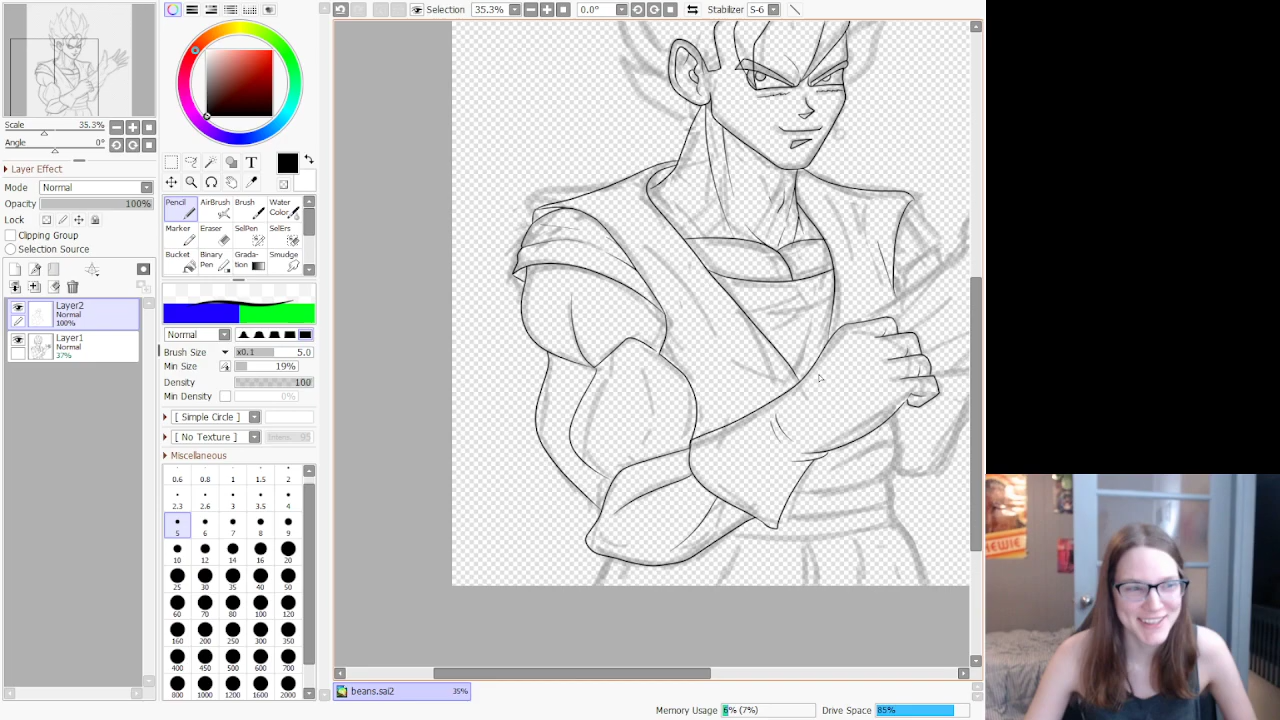 Selection 35.3% 0.0° Stabilizer S-6
Scale 35.3%
Angle 0°
Layer Effect
Mode Normal
Opacity 100%
Lock
Clipping Group
Selection Source
Layer2
Normal
100%
Layer1
Normal
37%
T
Pencil AirBrush Brush Water Color
Marker Eraser SelPen SelErs
Bucket Binary Pen Grada-tion Smudge
Normal
Brush Size x0.1 5.0
Min Size 19%
Density 100
Min Density 0%
[ Simple Circle ]
[ No Texture ] 95
Miscellaneous
0.6 0.8 1 1.5 2
2.3 2.6 3 3.5 4
5 6 7 8 9
10 12 14 16 20
25 30 35 40 50
60 70 80 100 120
160 200 250 300 350
400 450 500 600 700
800 1000 1200 1600 2000
beans.sai2 35%
Memory Usage 6% (7%) Drive Space 85%